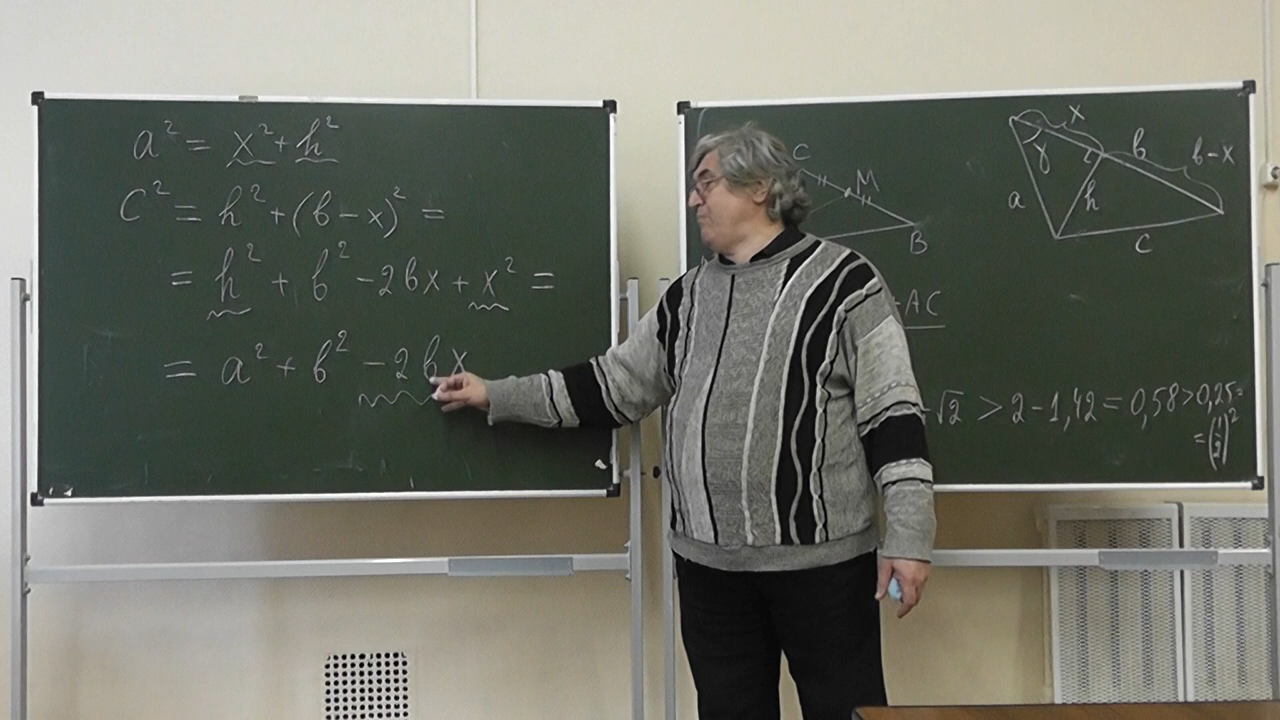 a² = x² + h²
c² = h² + (b - x)² =
= h² + b² - 2bx + x² =
= a² + b² - 2bx
C
M
B
AC
x
b
b-x
γ
a
h
c
√2 > 2 - 1,42 = 0,58 > 0,25 =
= (1/2)²